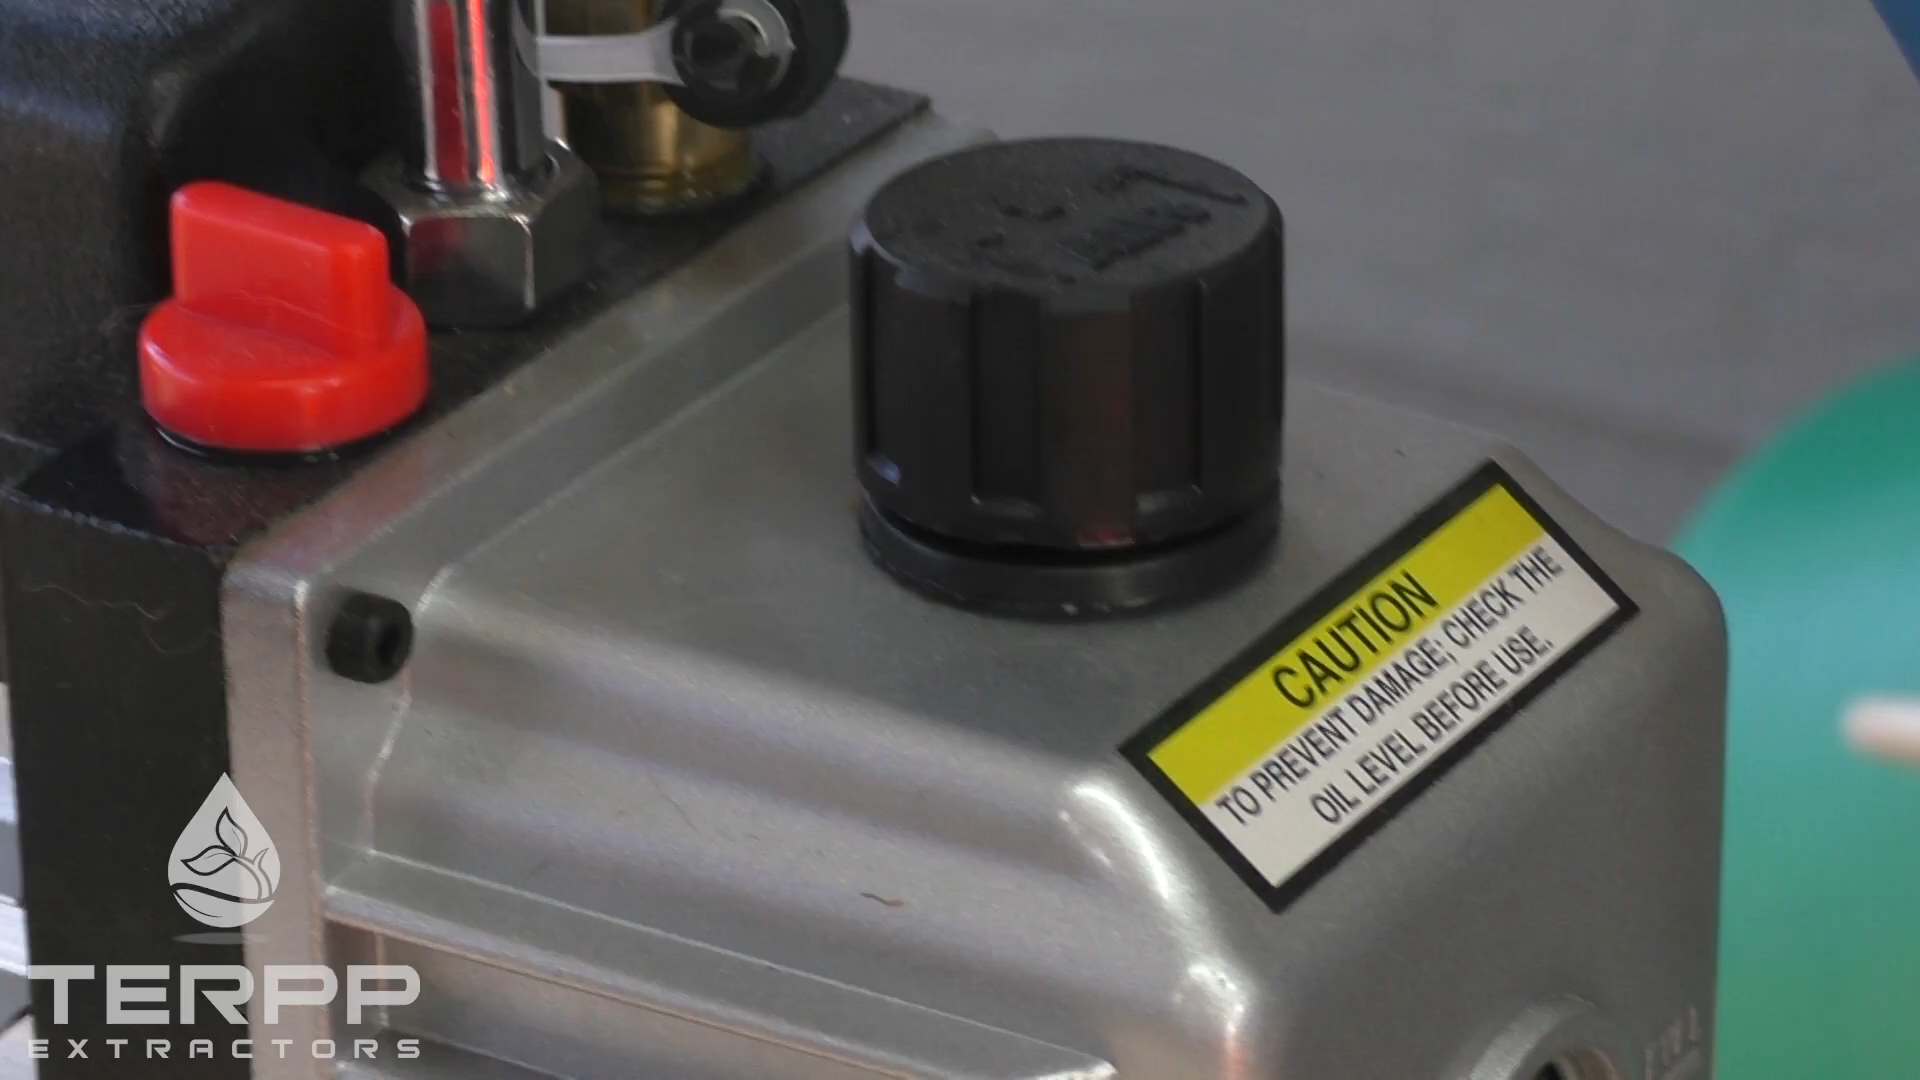 CAUTION
TO PREVENT DAMAGE; CHECK THE
OIL LEVEL BEFORE USE.
TERPP
EXTRACTORS